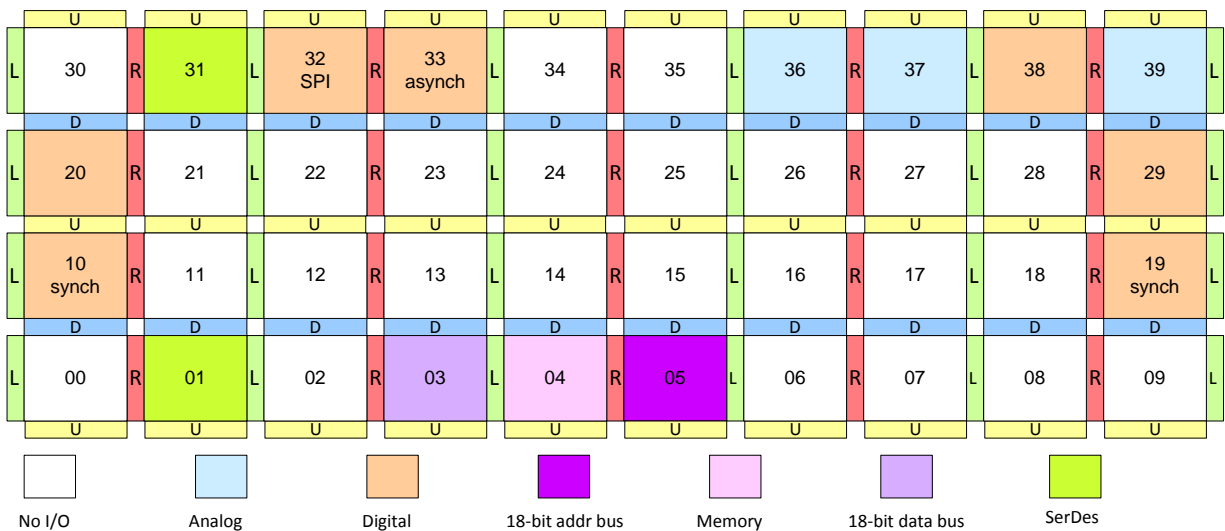 U U U U U U U U U U
L 30 R 31 L 32 R 33 L 34 R 35 L 36 R 37 L 38 R 39 L
SPI asynch
D D D D D D D D D D
L 20 R 21 L 22 R 23 L 24 R 25 L 26 R 27 L 28 R 29 L
U U U U U U U U U U
L 10 R 11 L 12 R 13 L 14 R 15 L 16 R 17 L 18 R 19 L
synch synch
D D D D D D D D D D
L 00 R 01 L 02 R 03 L 04 R 05 L 06 R 07 L 08 R 09 L
U U U U U U U U U U
No I/O Analog Digital 18-bit addr bus Memory 18-bit data bus SerDes